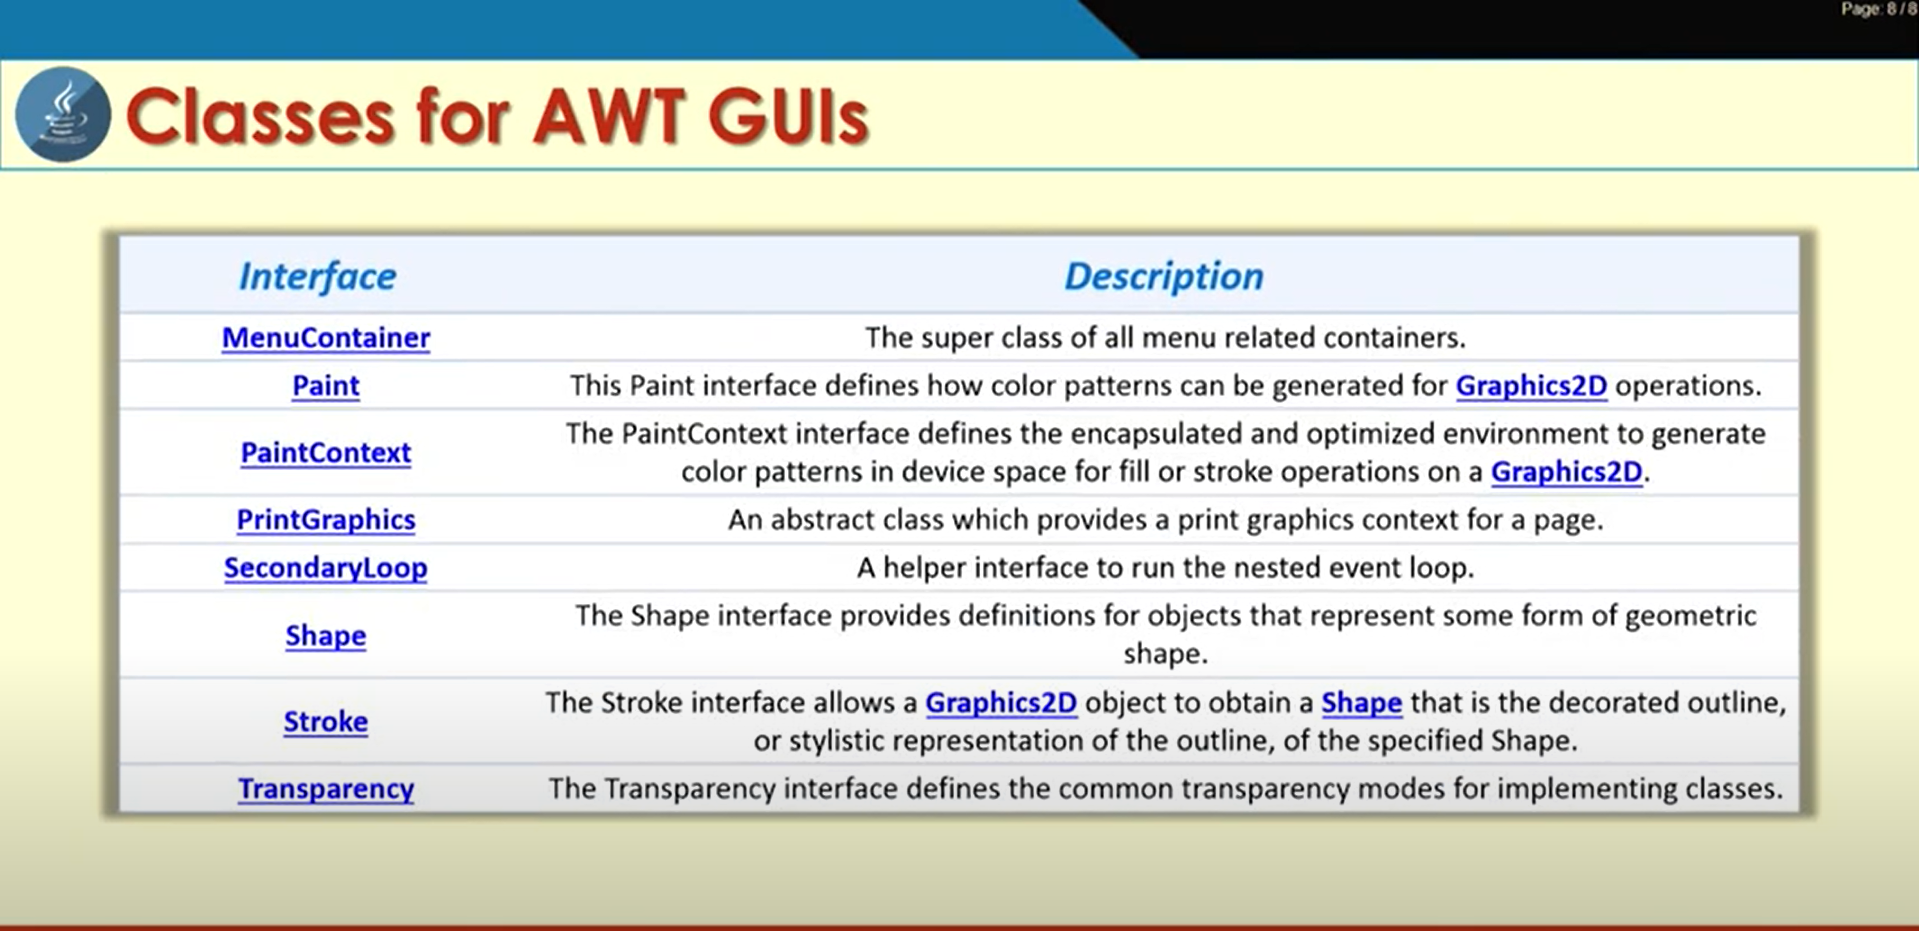 Page: 8 / 8
Classes for AWT GUIs
Interface Description
MenuContainer The super class of all menu related containers.
Paint This Paint interface defines how color patterns can be generated for Graphics2D operations.
PaintContext The PaintContext interface defines the encapsulated and optimized environment to generate
color patterns in device space for fill or stroke operations on a Graphics2D.
PrintGraphics An abstract class which provides a print graphics context for a page.
SecondaryLoop A helper interface to run the nested event loop.
Shape The Shape interface provides definitions for objects that represent some form of geometric
shape.
Stroke The Stroke interface allows a Graphics2D object to obtain a Shape that is the decorated outline,
or stylistic representation of the outline, of the specified Shape.
Transparency The Transparency interface defines the common transparency modes for implementing classes.